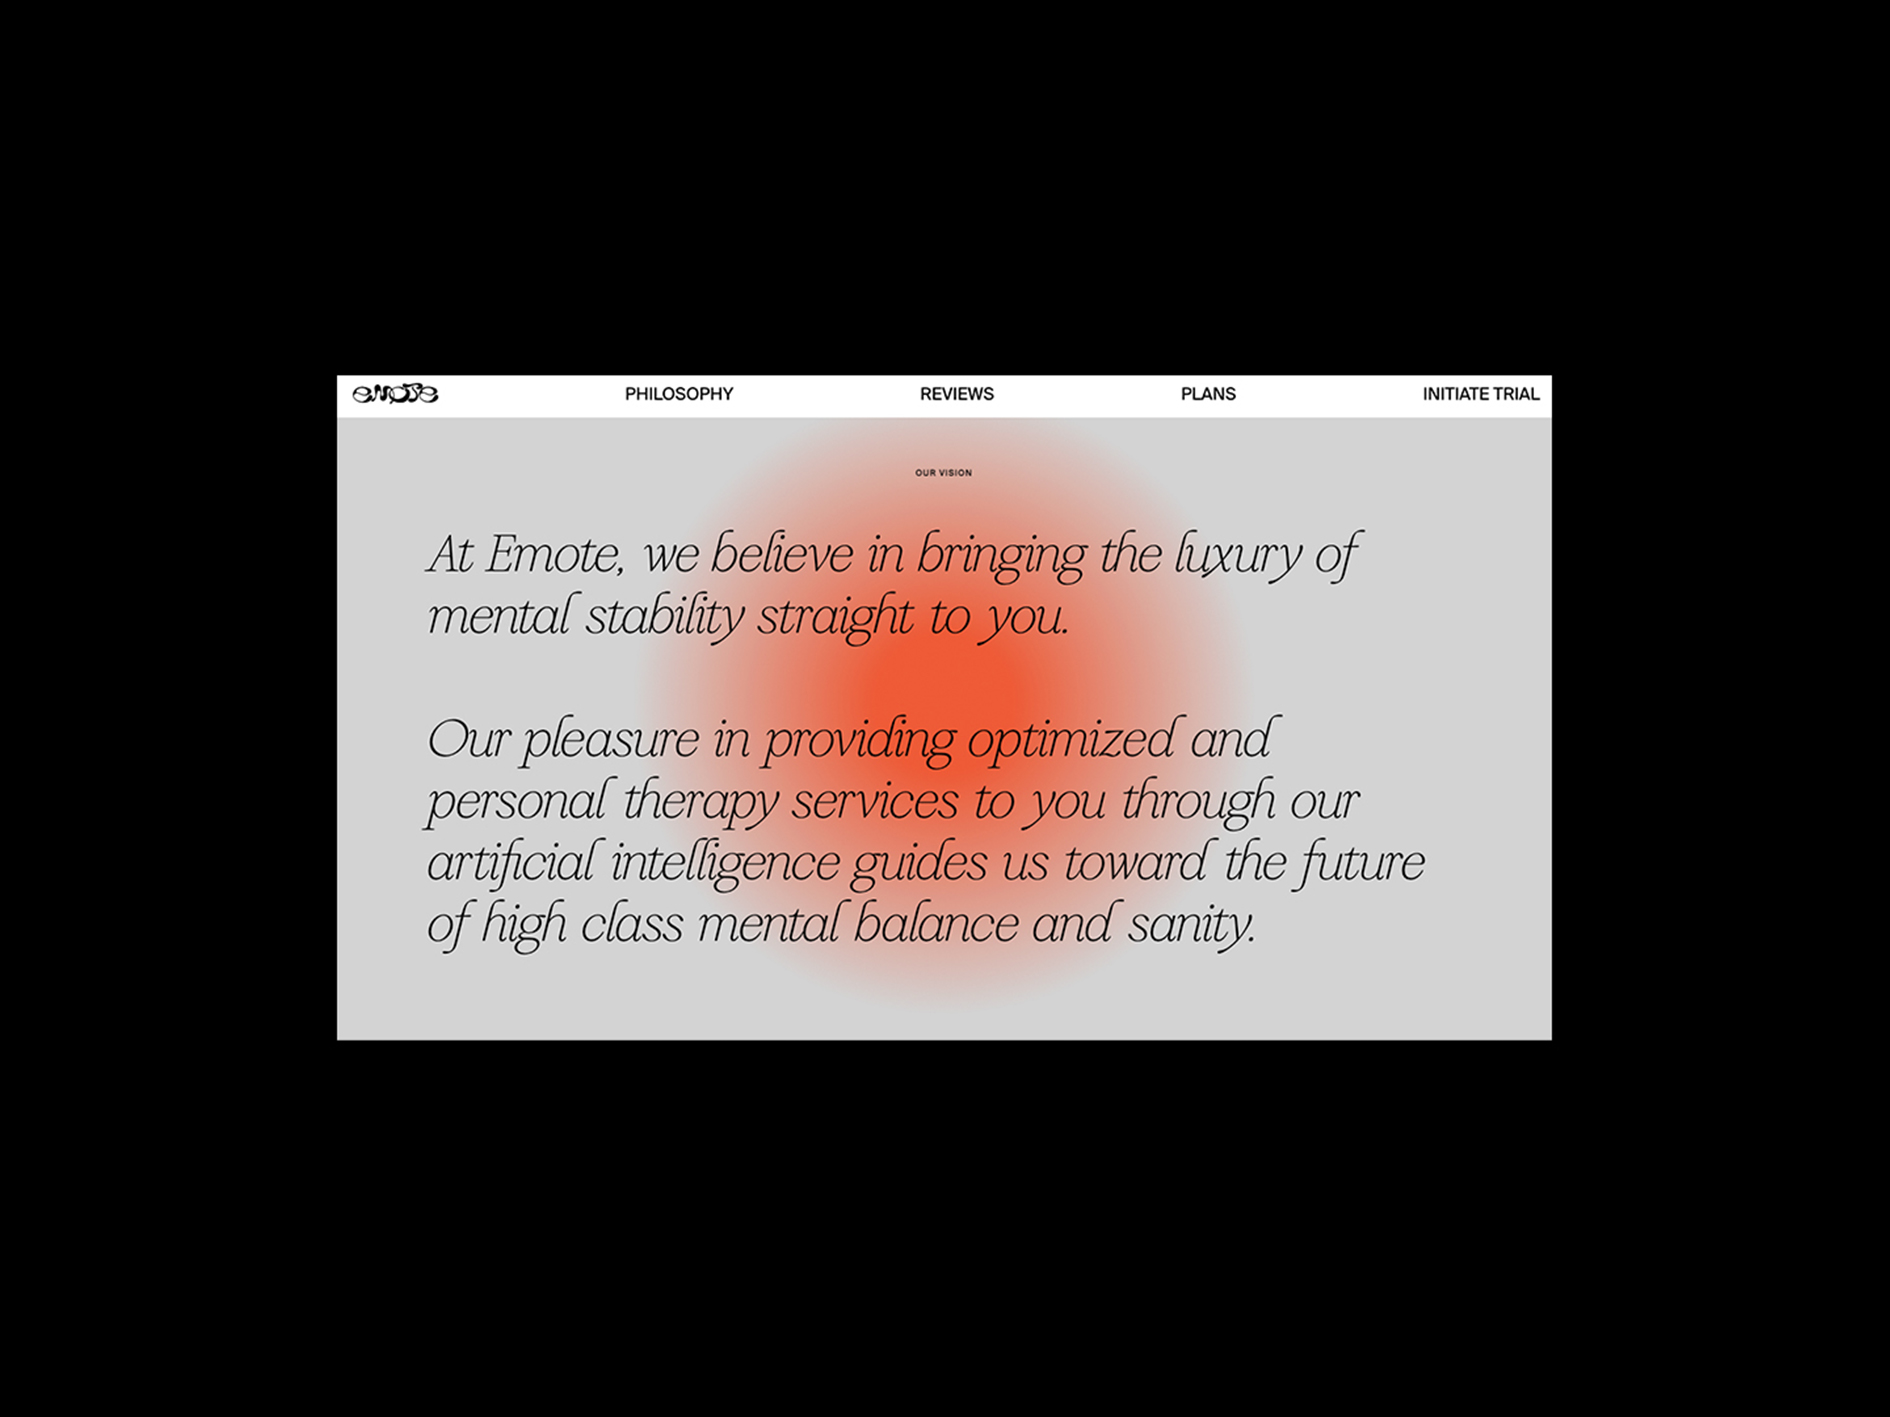 emote
PHILOSOPHY
REVIEWS
PLANS
INITIATE TRIAL
OUR VISION
At Emote, we believe in bringing the luxury of
mental stability straight to you.
Our pleasure in providing optimized and
personal therapy services to you through our
artificial intelligence guides us toward the future
of high class mental balance and sanity.